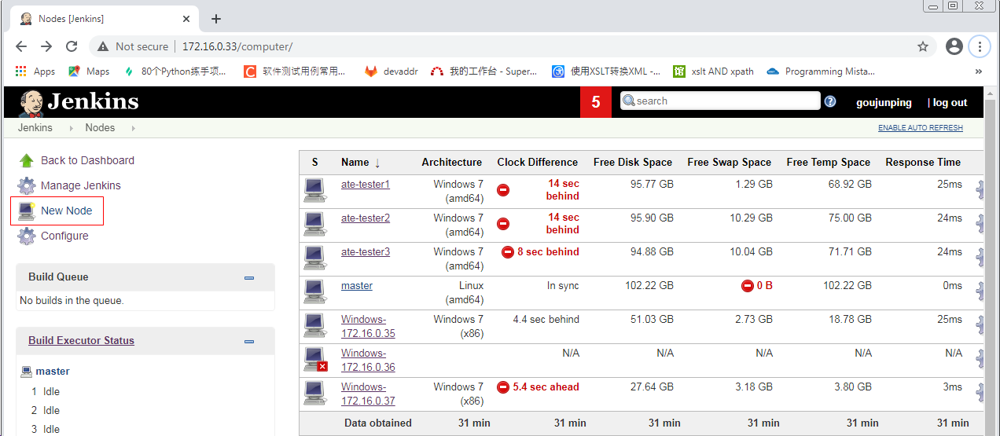 Nodes [Jenkins]
Not secure 172.16.0.33/computer/
Apps Maps 80个Python练手项... 软件测试用例常用... devaddr 我的工作台 - Super... 使用XSLT转换XML -... xslt AND xpath Programming Mista... »
Jenkins 5 search goujunping | log out
Jenkins Nodes ENABLE AUTO REFRESH
Back to Dashboard
Manage Jenkins
New Node
Configure
Build Queue
No builds in the queue.
Build Executor Status
master
1 Idle
2 Idle
3 Idle
S Name ↓ Architecture Clock Difference Free Disk Space Free Swap Space Free Temp Space Response Time
ate-tester1 Windows 7 14 sec 95.77 GB 1.29 GB 68.92 GB 25ms
(amd64) behind
ate-tester2 Windows 7 14 sec 95.90 GB 10.29 GB 75.00 GB 24ms
(amd64) behind
ate-tester3 Windows 7 8 sec behind 94.88 GB 10.04 GB 71.71 GB 24ms
(amd64)
master Linux In sync 102.22 GB 0 B 102.22 GB 0ms
(amd64)
Windows- Windows 7 4.4 sec behind 51.03 GB 2.73 GB 18.78 GB 25ms
172.16.0.35 (x86)
Windows- N/A N/A N/A N/A N/A
172.16.0.36
Windows- Windows 7 5.4 sec ahead 27.64 GB 3.18 GB 3.80 GB 3ms
172.16.0.37 (x86)
Data obtained 31 min 31 min 31 min 31 min 31 min 31 min